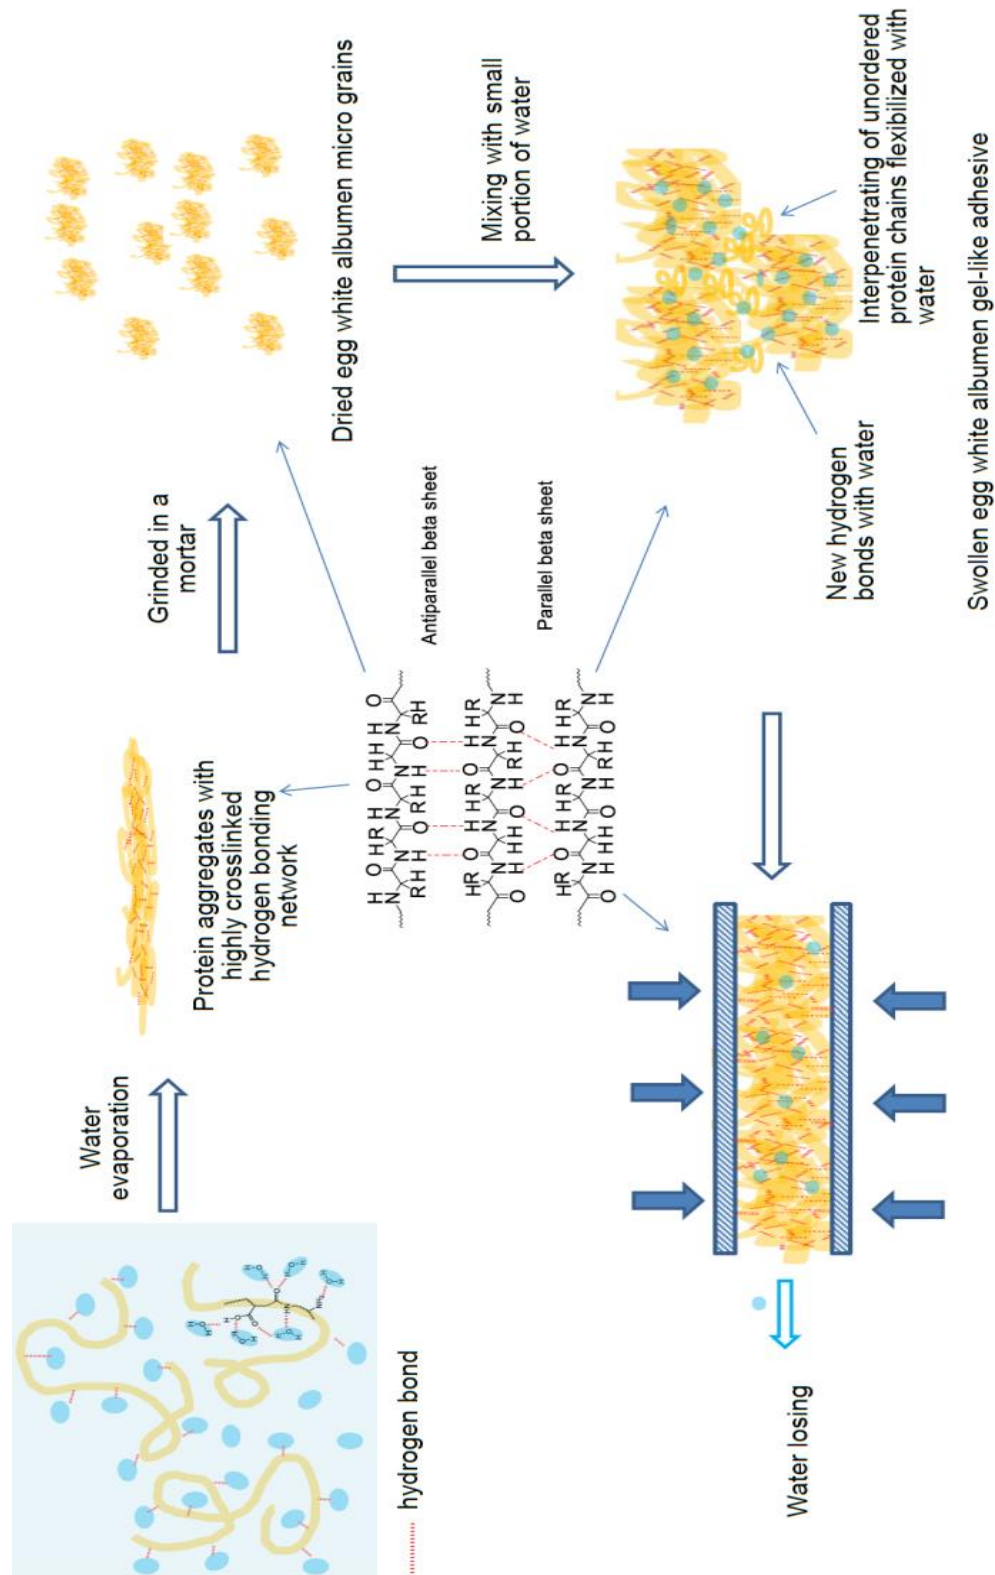 Water
evaporation
Grinded in a
mortar
Protein aggregates with
highly crosslinked
hydrogen bonding
network
Dried egg white albumen micro grains
hydrogen bond
Antiparallel beta sheet
Parallel beta sheet
Mixing with small
portion of water
New hydrogen
bonds with water
Interpenetrating of unordered
protein chains flexibilized with
water
Swollen egg white albumen gel-like adhesive
Water losing